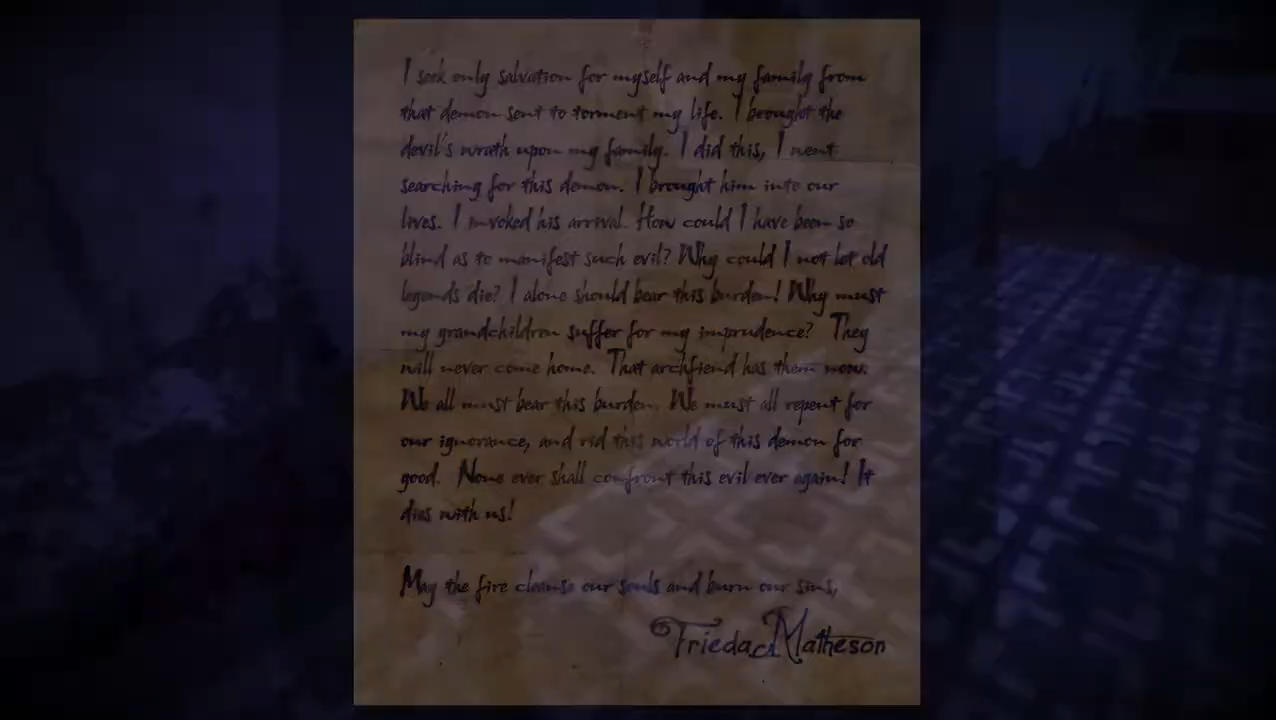 I seek only salvation for myself and my family from
that demon sent to torment my life. I brought the
devil's wrath upon my family. I did this, I went
searching for this demon. I brought him into our
lives. I invoked his arrival. How could I have been so
blind as to manifest such evil? Why could I not let old
legends die? I alone should bear this burden! Why must
my grandchildren suffer for my imprudence? They
will never come home. That archfiend has them now.
We all must bear this burden. We must all repent for
our ignorance, and rid this world of this demon for
good. None ever shall confront this evil ever again! It
dies with us!
May the fire cleanse our souls and burn our sins,
Frieda Matheson